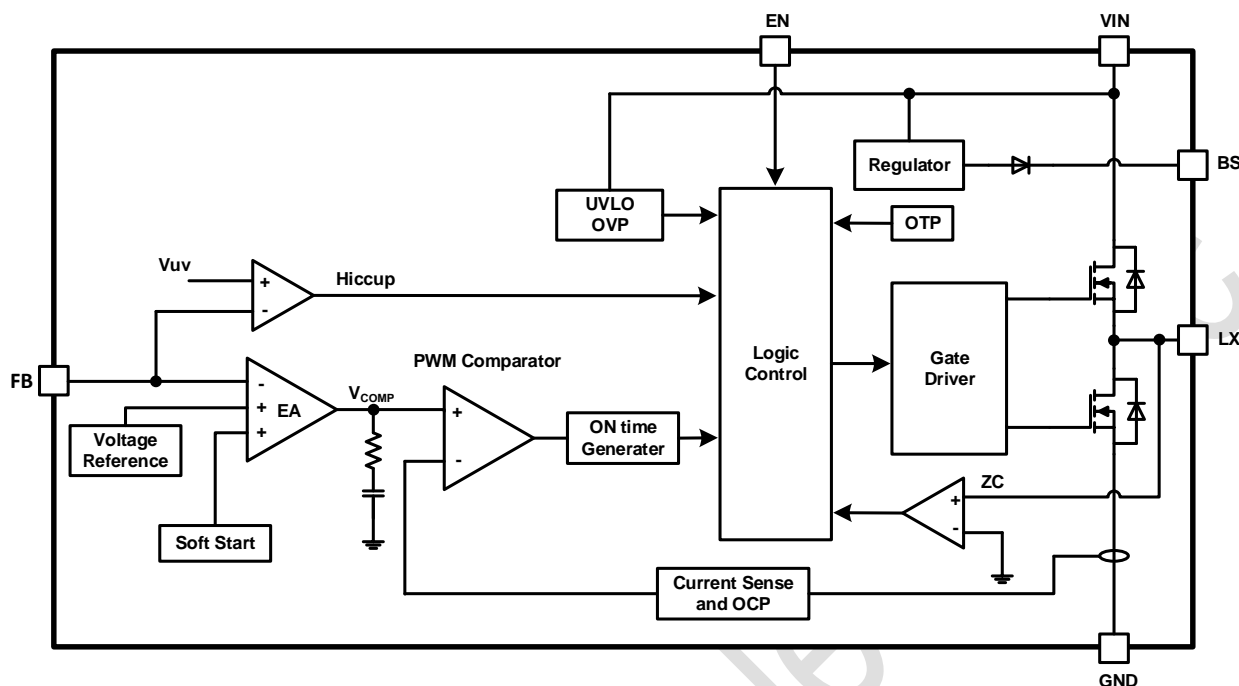 EN
VIN
Regulator
BS
UVLO
OVP
OTP
Vuv
+
-
Hiccup
FB
PWM Comparator
Logic
Control
Gate
Driver
LX
-
+
+
EA
VCOMP
+
-
ON time
Generater
Voltage
Reference
ZC
+
-
Soft Start
Current Sense
and OCP
GND